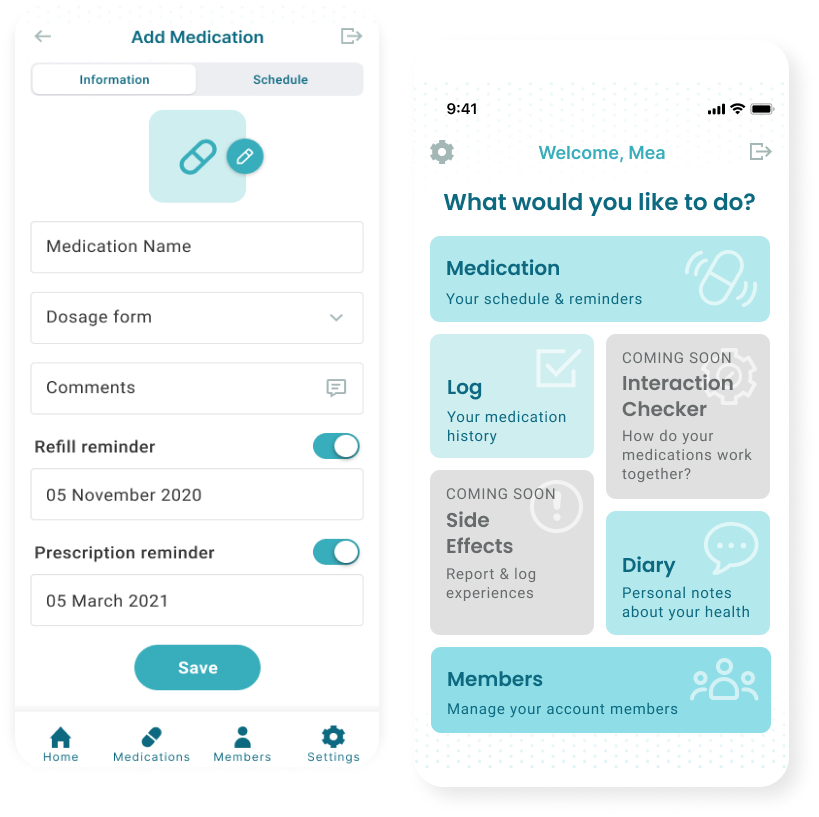 Add Medication
Information
Schedule
Medication Name
Dosage form
Comments
Refill reminder
05 November 2020
Prescription reminder
05 March 2021
Save
Home
Medications
Members
Settings
9:41
Welcome, Mea
What would you like to do?
Medication
Your schedule & reminders
Log
Your medication
history
COMING SOON
Interaction
Checker
How do your
medications work
together?
COMING SOON
Side
Effects
Report & log
experiences
Diary
Personal notes
about your health
Members
Manage your account members